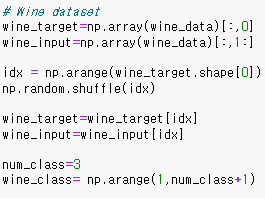 # Wine dataset
wine_target=np.array(wine_data)[:,0]
wine_input=np.array(wine_data)[:,1:]
idx = np.arange(wine_target.shape[0])
np.random.shuffle(idx)
wine_target=wine_target[idx]
wine_input=wine_input[idx]
num_class=3
wine_class= np.arange(1,num_class+1)